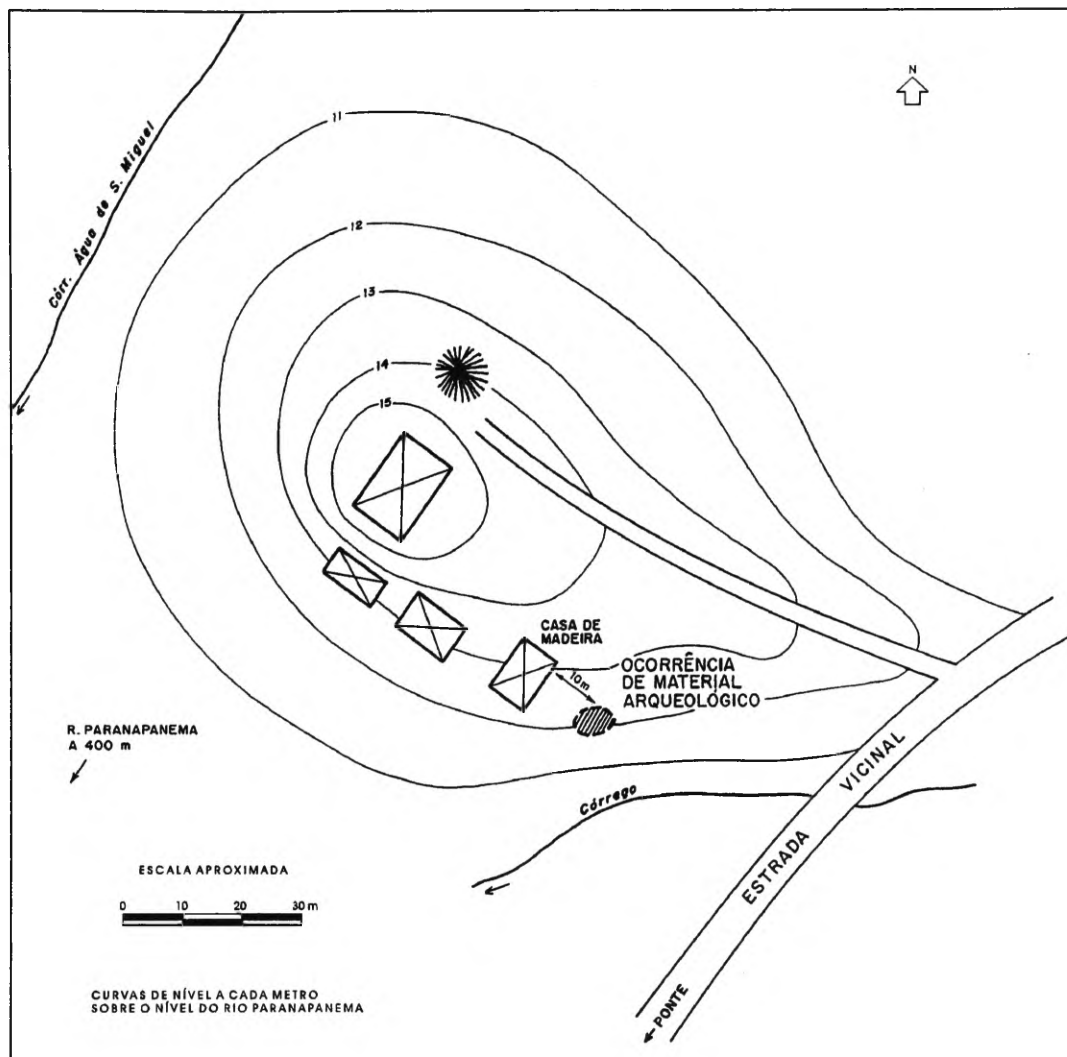 N
11
Córr. Água de S. Miguel
12
13
14
15
CASA DE
MADEIRA
10m
OCORRÊNCIA
DE MATERIAL
ARQUEOLÓGICO
R. PARANAPANEMA
A 400 m
Córrego
ESTRADA VICINAL
PONTE
ESCALA APROXIMADA
0 10 20 30 m
CURVAS DE NÍVEL A CADA METRO
SOBRE O NÍVEL DO RIO PARANAPANEMA